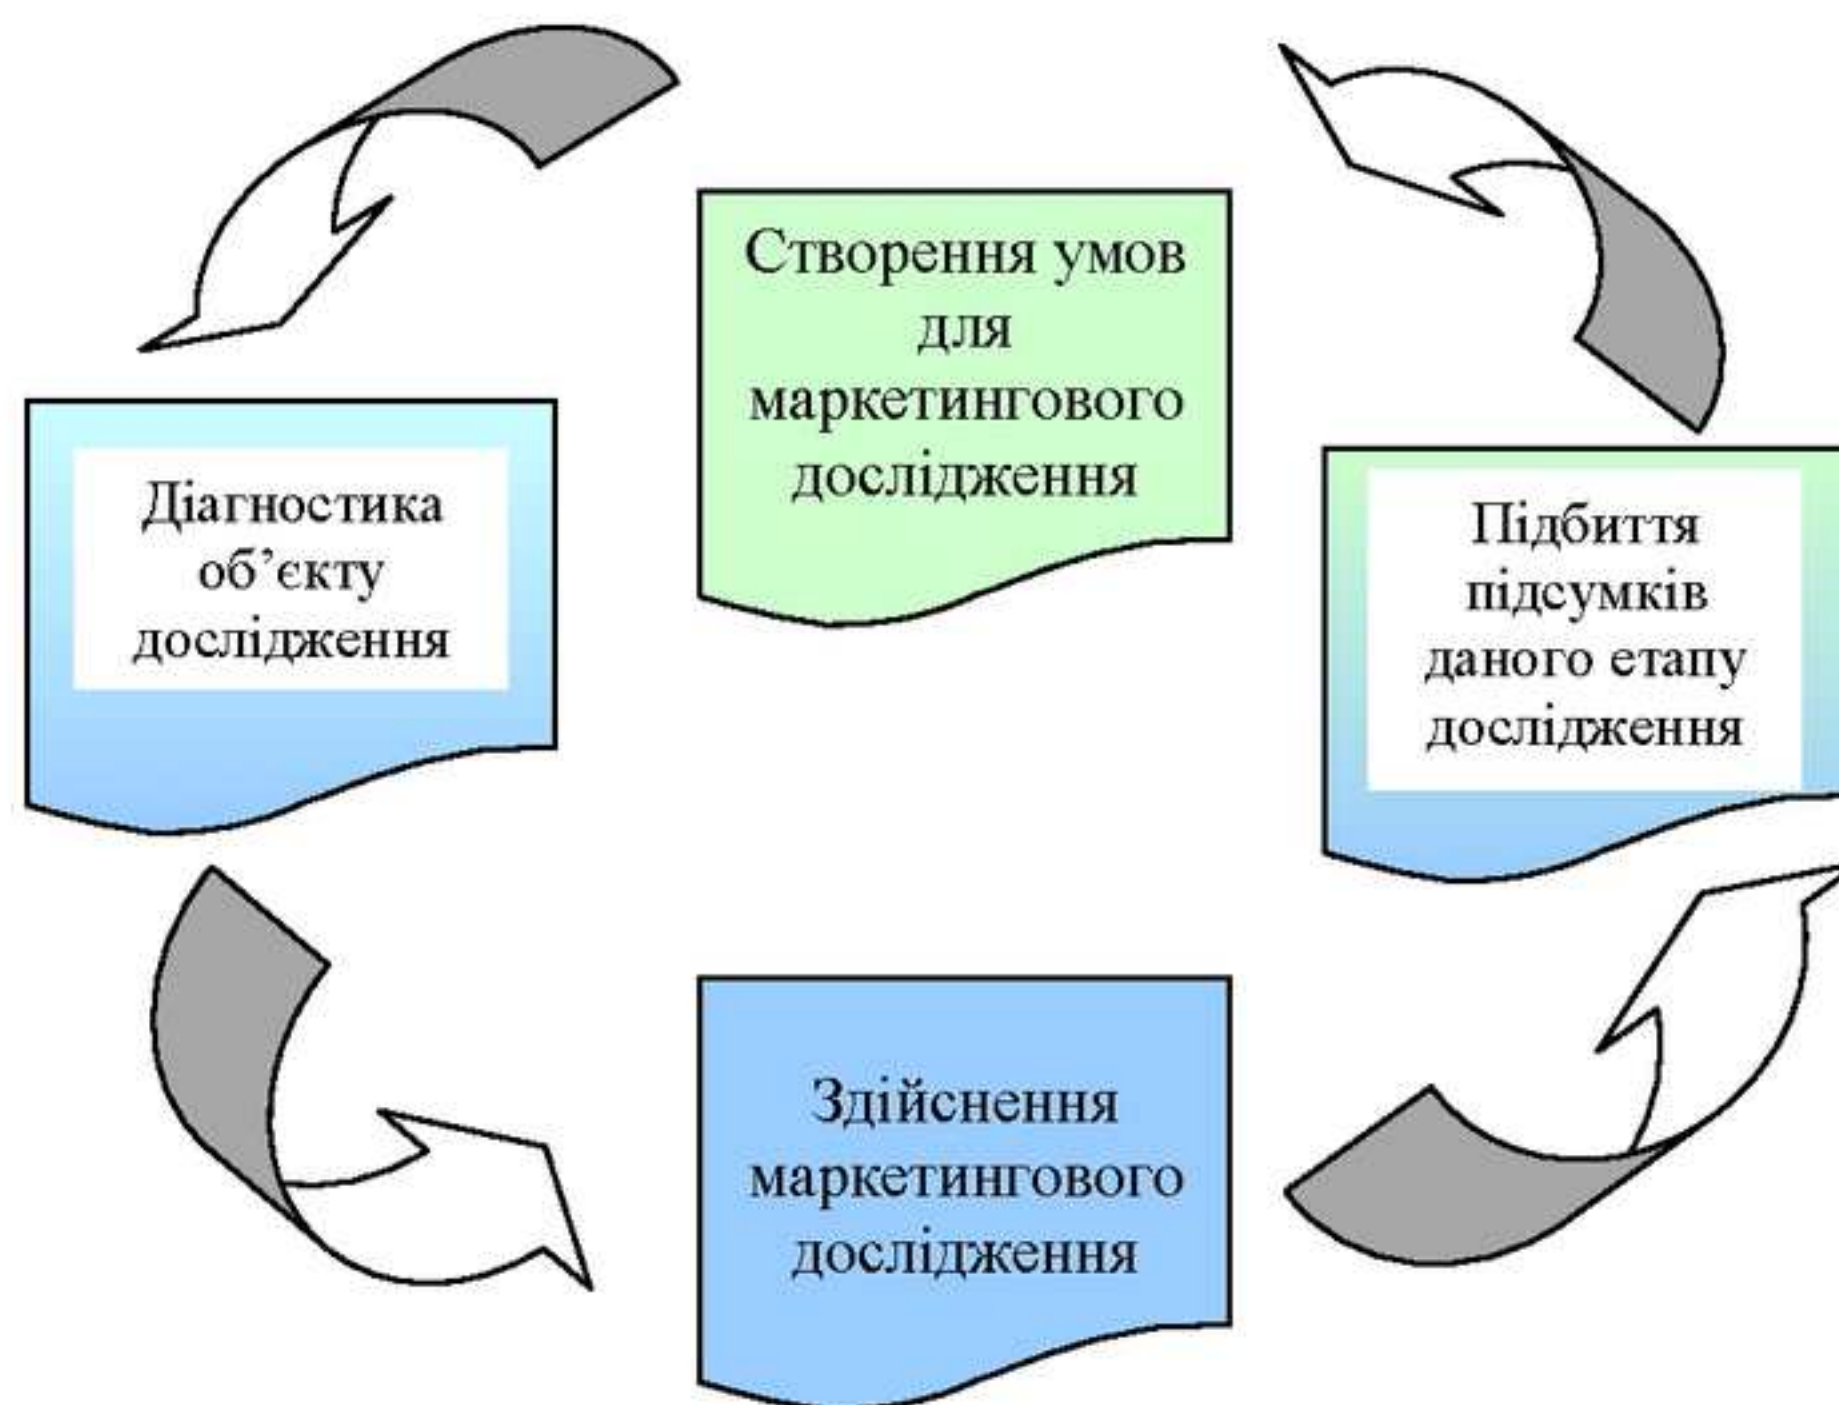 Створення умов
для
маркетингового
дослідження
Діагностика
об’єкту
дослідження
Підбиття
підсумків
даного етапу
дослідження
Здійснення
маркетингового
дослідження